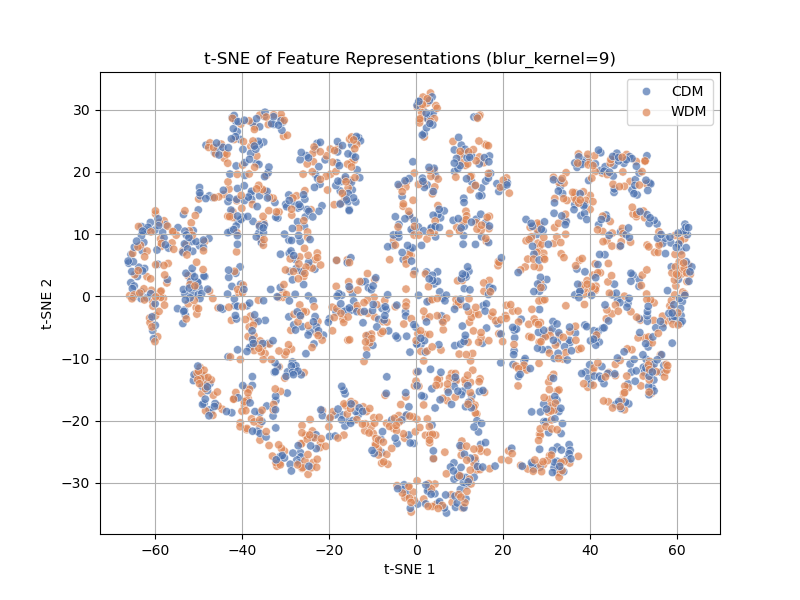 t-SNE of Feature Representations (blur_kernel=9)
CDM
WDM
30
20
10
0
−10
−20
−30
t-SNE 2
−60
−40
−20
0
20
40
60
t-SNE 1